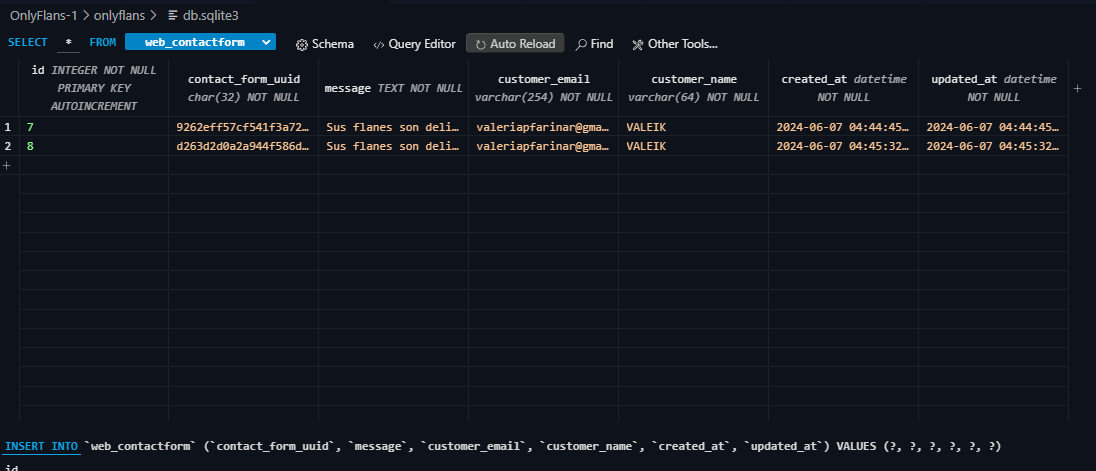 OnlyFlans-1 > onlyflans > db.sqlite3
SELECT * FROM web_contactform Schema </> Query Editor Auto Reload Find Other Tools...
id INTEGER NOT NULL PRIMARY KEY AUTOINCREMENT
contact_form_uuid char(32) NOT NULL
message TEXT NOT NULL
customer_email varchar(254) NOT NULL
customer_name varchar(64) NOT NULL
created_at datetime NOT NULL
updated_at datetime NOT NULL
+
1 7 9262eff57cf541f3a72… Sus flanes son deli… valeriapfarinar@gma… VALEIK 2024-06-07 04:44:45… 2024-06-07 04:44:45…
2 8 d263d2d0a2a944f586d… Sus flanes son deli… valeriapfarinar@gma… VALEIK 2024-06-07 04:45:32… 2024-06-07 04:45:32…
+
INSERT INTO `web_contactform` (`contact_form_uuid`, `message`, `customer_email`, `customer_name`, `created_at`, `updated_at`) VALUES (?, ?, ?, ?, ?, ?)
id